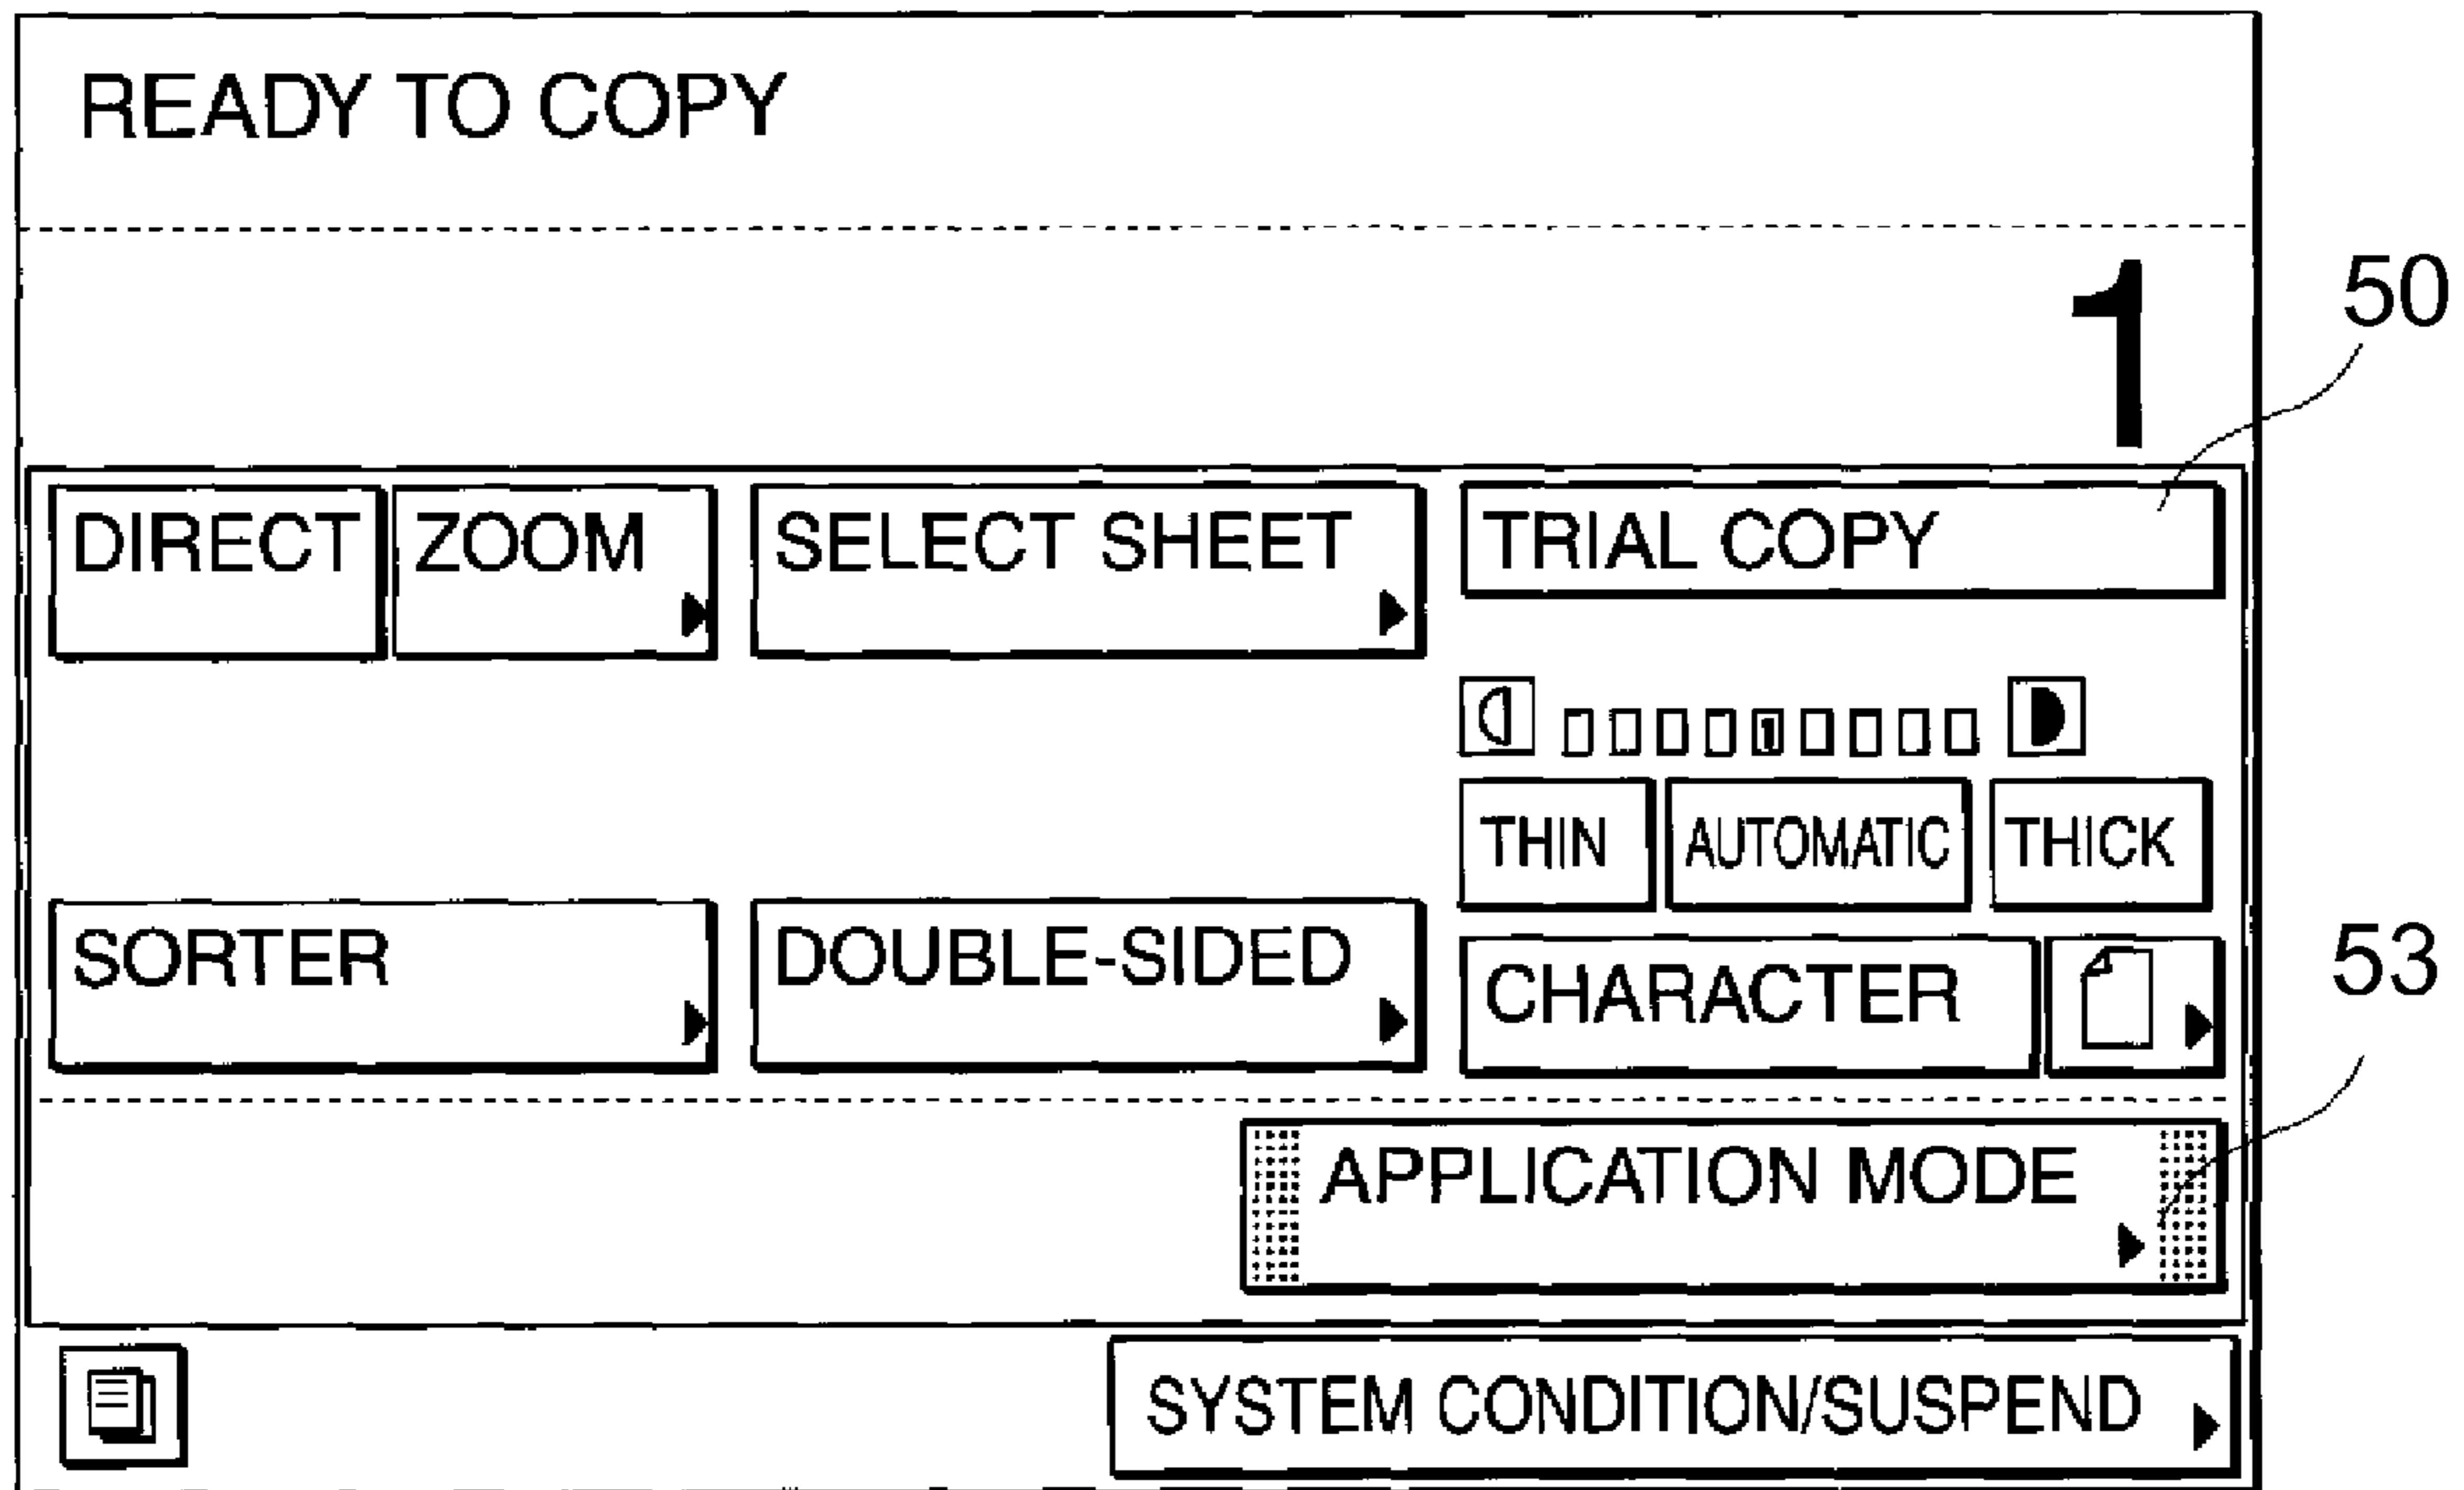 READY TO COPY
1
50
DIRECT ZOOM SELECT SHEET TRIAL COPY
THIN AUTOMATIC THICK
SORTER DOUBLE-SIDED CHARACTER
53
APPLICATION MODE
SYSTEM CONDITION/SUSPEND